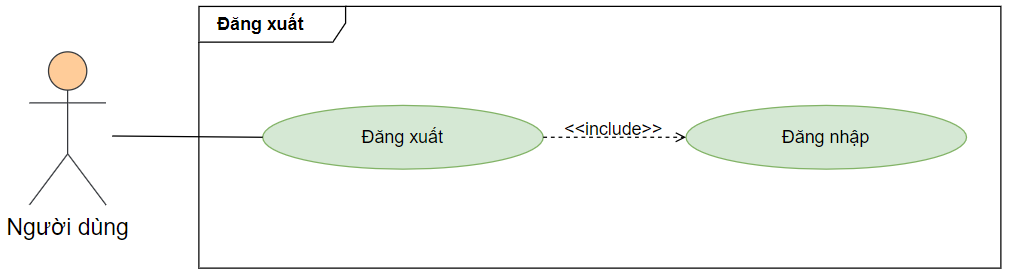 Đăng xuất
Đăng xuất
<<include>>
Đăng nhập
Người dùng